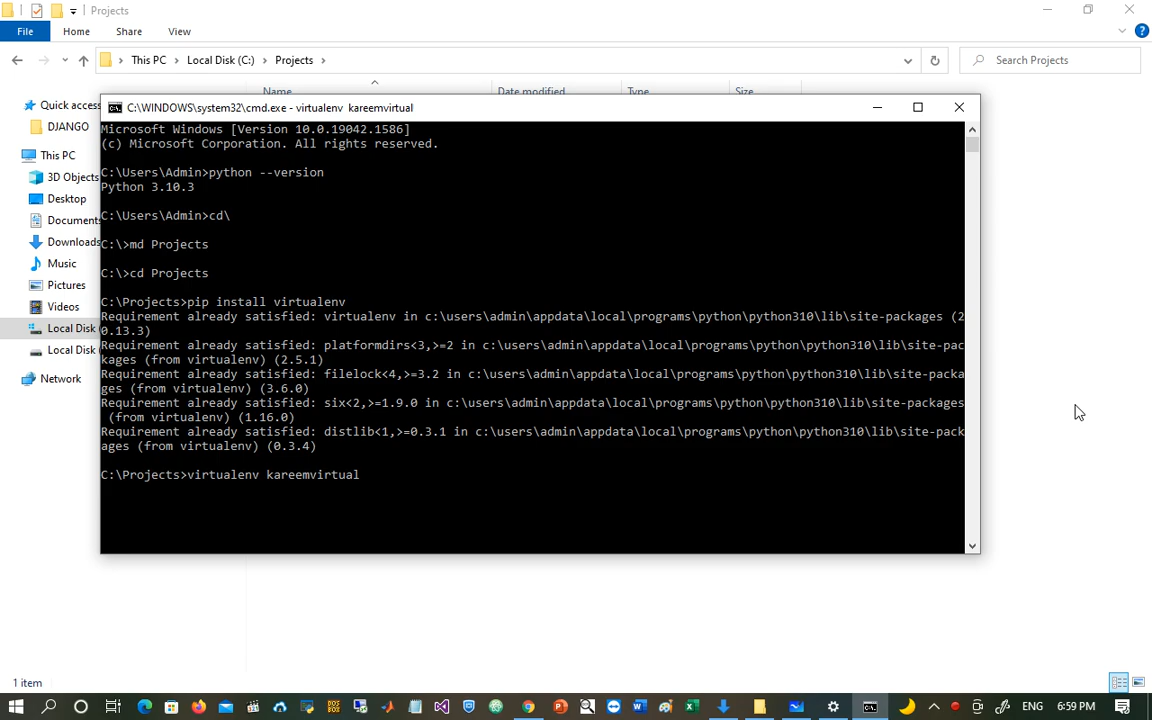 Projects
File
Home
Share
View
This PC
Local Disk (C:)
Projects
Search Projects
Name
Date modified
Type
Size
Quick access
DJANGO
This PC
3D Objects
Desktop
Documents
Downloads
Music
Pictures
Videos
Local Disk
Local Disk (
Network
C:\WINDOWS\system32\cmd.exe - virtualenv kareemvirtual
Microsoft Windows [Version 10.0.19042.1586]
(c) Microsoft Corporation. All rights reserved.
C:\Users\Admin>python --version
Python 3.10.3
C:\Users\Admin>cd\
C:\>md Projects
C:\>cd Projects
C:\Projects>pip install virtualenv
Requirement already satisfied: virtualenv in c:\users\admin\appdata\local\programs\python\python310\lib\site-packages (2
0.13.3)
Requirement already satisfied: platformdirs<3,>=2 in c:\users\admin\appdata\local\programs\python\python310\lib\site-pac
kages (from virtualenv) (2.5.1)
Requirement already satisfied: filelock<4,>=3.2 in c:\users\admin\appdata\local\programs\python\python310\lib\site-packa
ges (from virtualenv) (3.6.0)
Requirement already satisfied: six<2,>=1.9.0 in c:\users\admin\appdata\local\programs\python\python310\lib\site-packages
(from virtualenv) (1.16.0)
Requirement already satisfied: distlib<1,>=0.3.1 in c:\users\admin\appdata\local\programs\python\python310\lib\site-pack
ages (from virtualenv) (0.3.4)
C:\Projects>virtualenv kareemvirtual
1 item
ENG
6:59 PM